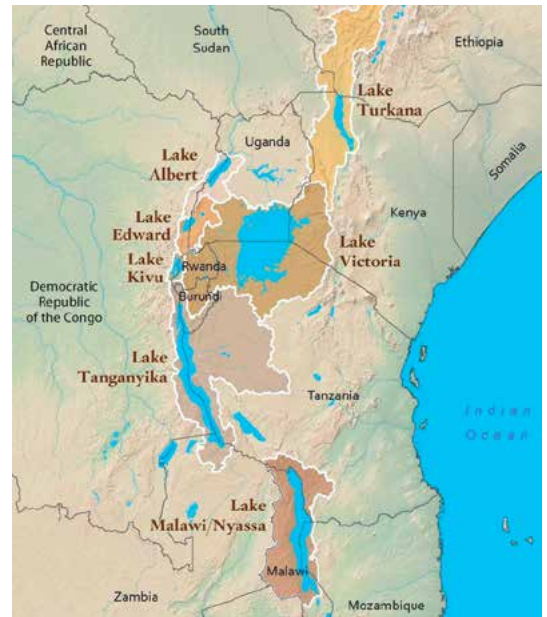 Central
African
Republic
South
Sudan
Ethiopia
Lake
Turkana
Uganda
Lake
Albert
Somalia
Lake
Edward
Kenya
Lake
Victoria
Lake
Kivu
Rwanda
Burundi
Democratic
Republic
of the Congo
Lake
Tanganyika
Tanzania
Indian
Ocean
Lake
Malawi/Nyassa
Malawi
Zambia
Mozambique